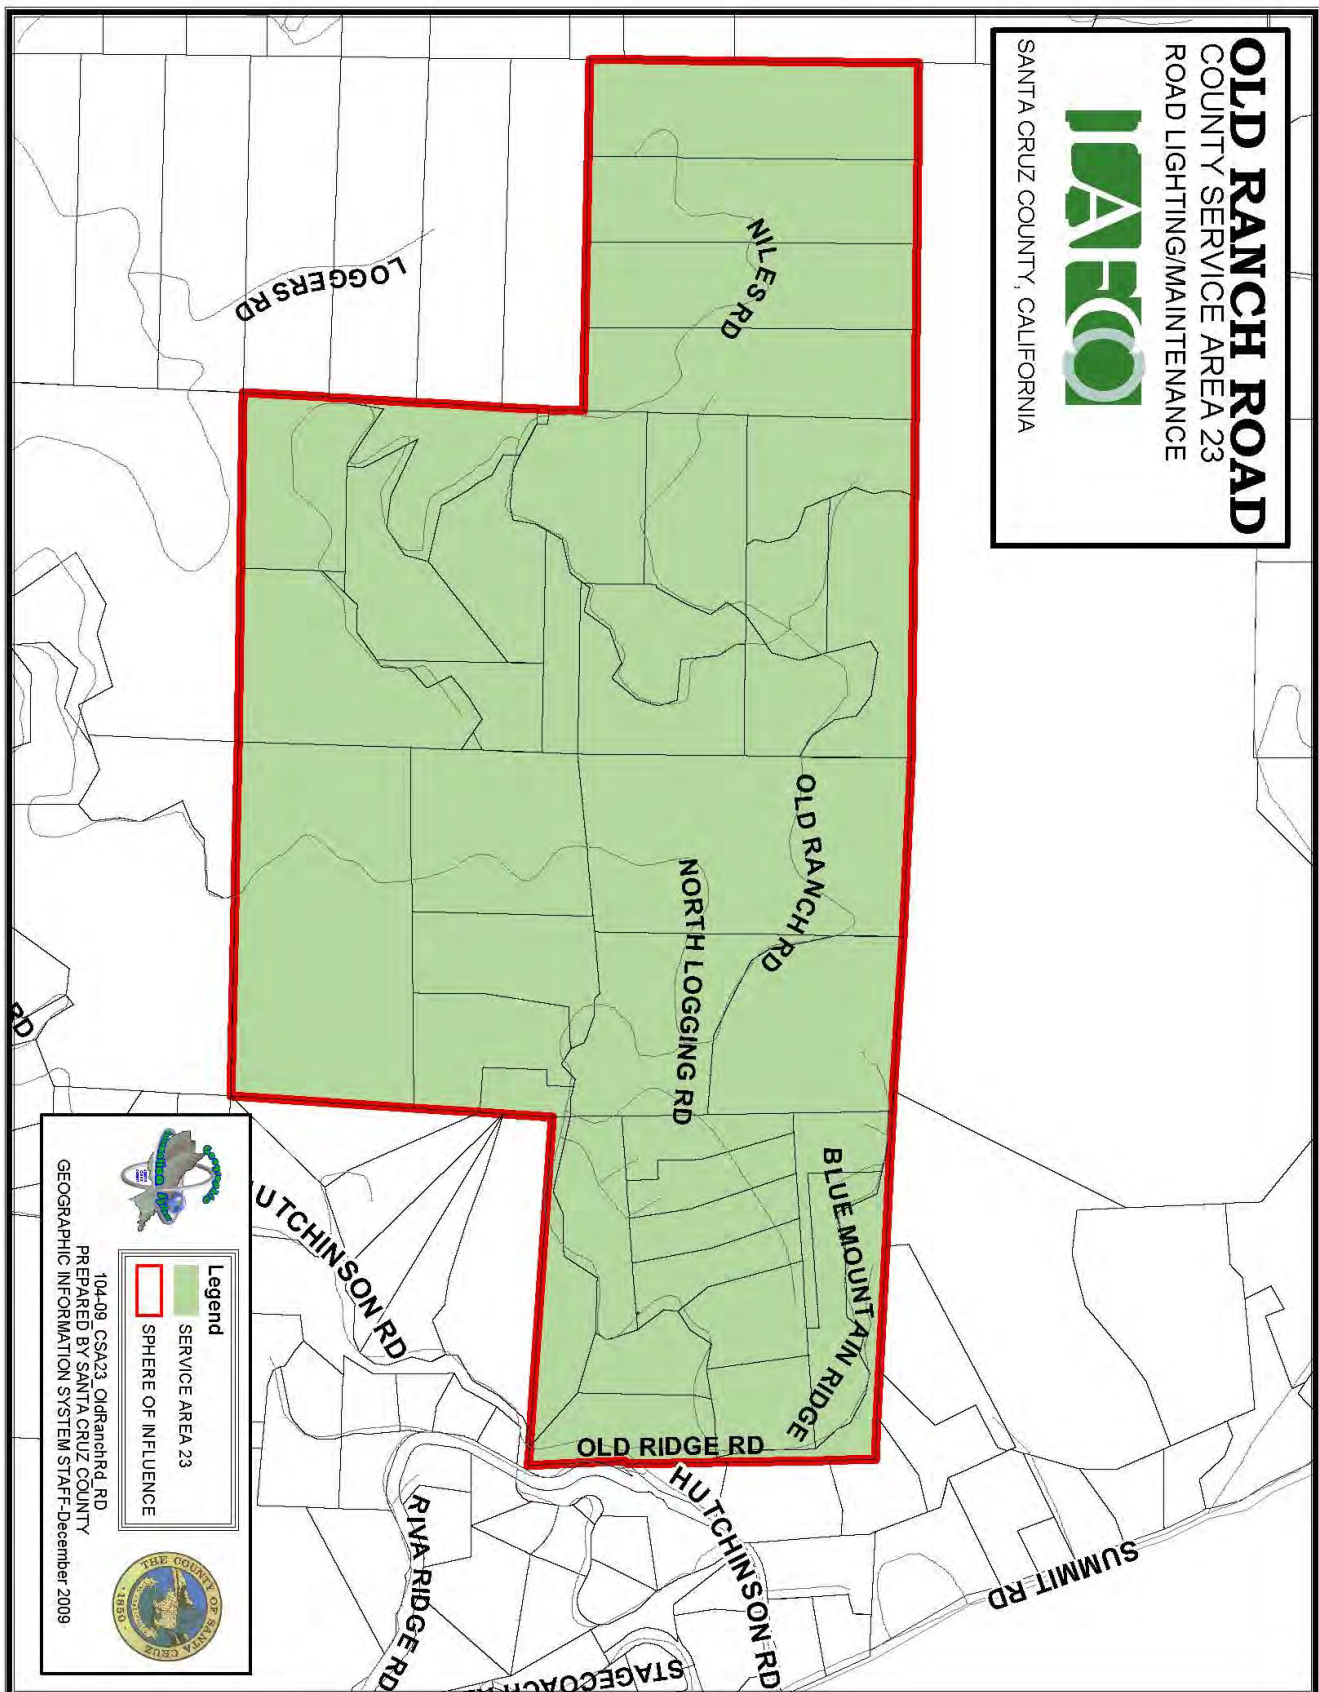 OLD RANCH ROAD
COUNTY SERVICE AREA 23
ROAD LIGHTING/MAINTENANCE
LAFCO
SANTA CRUZ COUNTY, CALIFORNIA
NILES RD
LOGGERS RD
OLD RANCH RD
NORTH LOGGING RD
BLUE MOUNTAIN RIDGE
OLD RIDGE RD
HUTCHINSON RD
SUMMIT RD
UTCHINSON RD
RIVA RIDGE RD
STAGECOACH
RD
Legend
SERVICE AREA 23
SPHERE OF INFLUENCE
104-09_CSA23_OldRanchRd_RD
PREPARED BY SANTA CRUZ COUNTY
GEOGRAPHIC INFORMATION SYSTEM STAFF-December 2009
THE COUNTY OF SANTA CRUZ
· 1850 ·